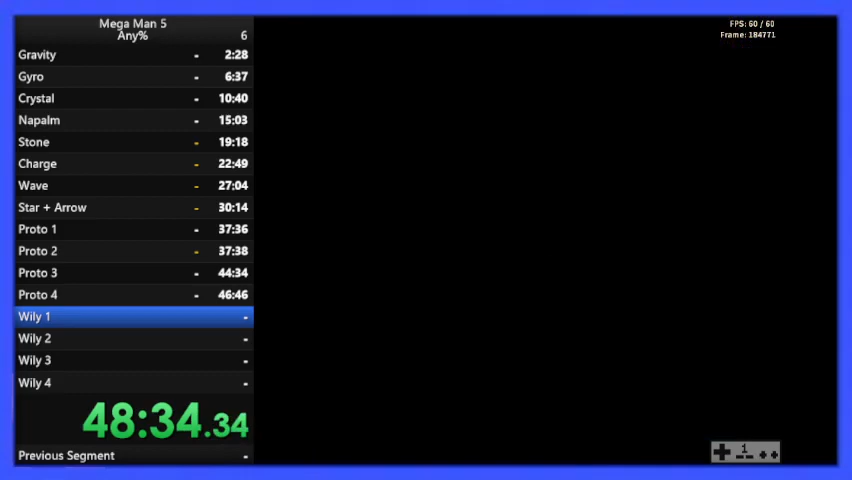 Mega Man 5
Any% 6
Gravity - 2:28
Gyro - 6:37
Crystal - 10:40
Napalm - 15:03
Stone - 19:18
Charge - 22:49
Wave - 27:04
Star + Arrow - 30:14
Proto 1 - 37:36
Proto 2 - 37:38
Proto 3 - 44:34
Proto 4 - 46:46
Wily 1 -
Wily 2 -
Wily 3 -
Wily 4 -
48:34.34
Previous Segment -
FPS: 60 / 60
Frame: 184771
1